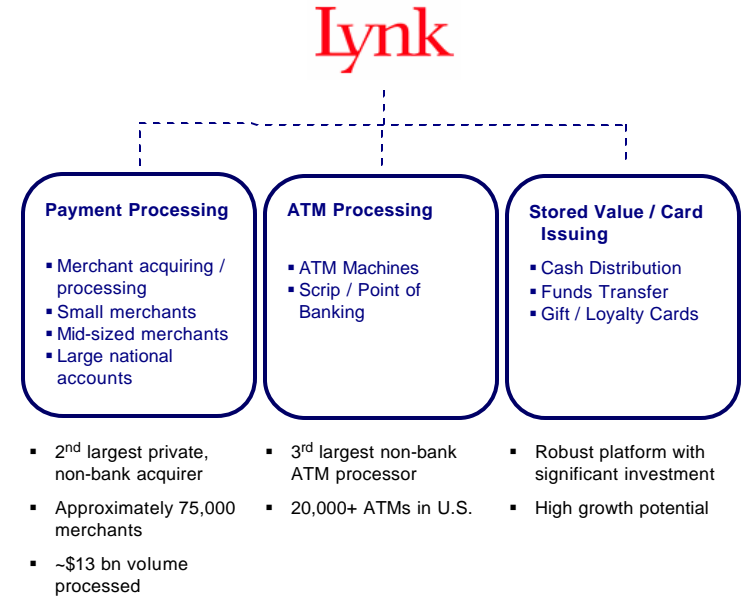 Lynk
Payment Processing
▪ Merchant acquiring /
processing
▪ Small merchants
▪ Mid-sized merchants
▪ Large national
accounts
ATM Processing
▪ ATM Machines
▪ Scrip / Point of
Banking
Stored Value / Card
Issuing
▪ Cash Distribution
▪ Funds Transfer
▪ Gift / Loyalty Cards
▪ 2nd largest private,
non-bank acquirer
▪ Approximately 75,000
merchants
▪ ~$13 bn volume
processed
▪ 3rd largest non-bank
ATM processor
▪ 20,000+ ATMs in U.S.
▪ Robust platform with
significant investment
▪ High growth potential